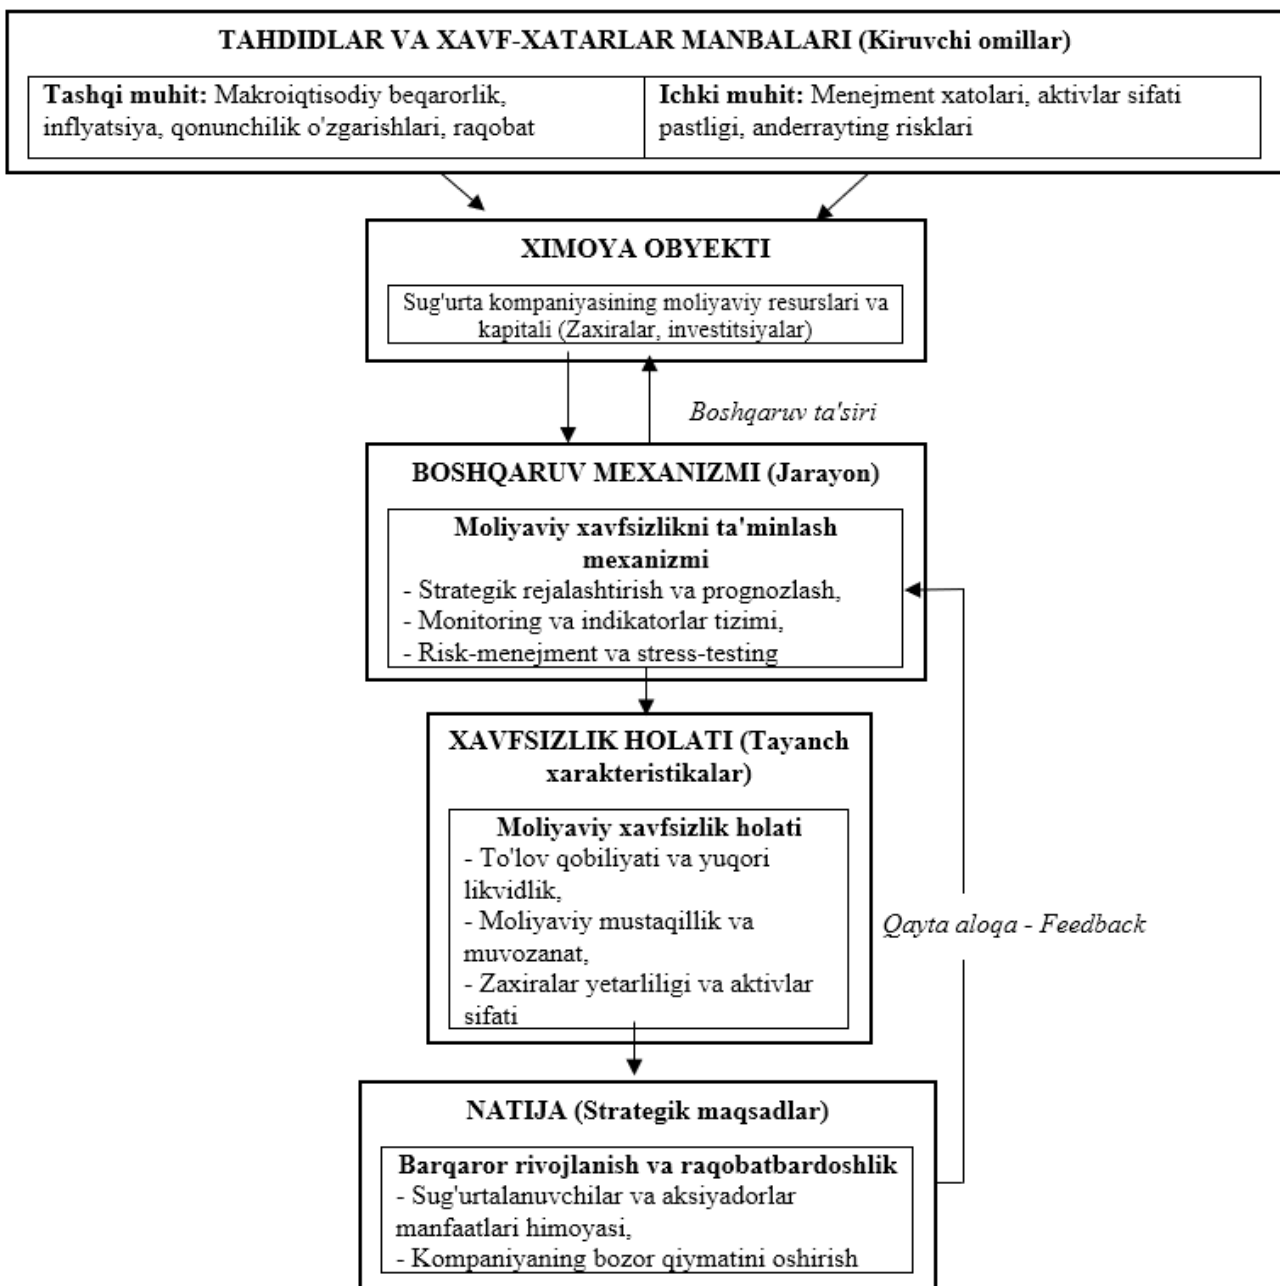 TAHDIDLAR VA XAVF-XATARLAR MANBALARI (Kiruvchi omillar)
Tashqi muhit: Makroiqtisodiy beqarorlik,
inflyatsiya, qonunchilik o'zgarishlari, raqobat
Ichki muhit: Menejment xatolari, aktivlar sifati
pastligi, anderrayting risklari
XIMOYA OBYEKTI
Sug'urta kompaniyasining moliyaviy resurslari va
kapitali (Zaxiralar, investitsiyalar)
Boshqaruv ta'siri
BOSHQARUV MEXANIZMI (Jarayon)
Moliyaviy xavfsizlikni ta'minlash
mexanizmi
- Strategik rejalashtirish va prognozlash,
- Monitoring va indikatorlar tizimi,
- Risk-menejment va stress-testing
XAVFSIZLIK HOLATI (Tayanch
xarakteristikalar)
Moliyaviy xavfsizlik holati
- To'lov qobiliyati va yuqori
likvidlik,
- Moliyaviy mustaqillik va
muvozanat,
- Zaxiralar yetarliligi va aktivlar
sifati
Qayta aloqa - Feedback
NATIJA (Strategik maqsadlar)
Barqaror rivojlanish va raqobatbardoshlik
- Sug'urtalanuvchilar va aksiyadorlar
manfaatlari himoyasi,
- Kompaniyaning bozor qiymatini oshirish